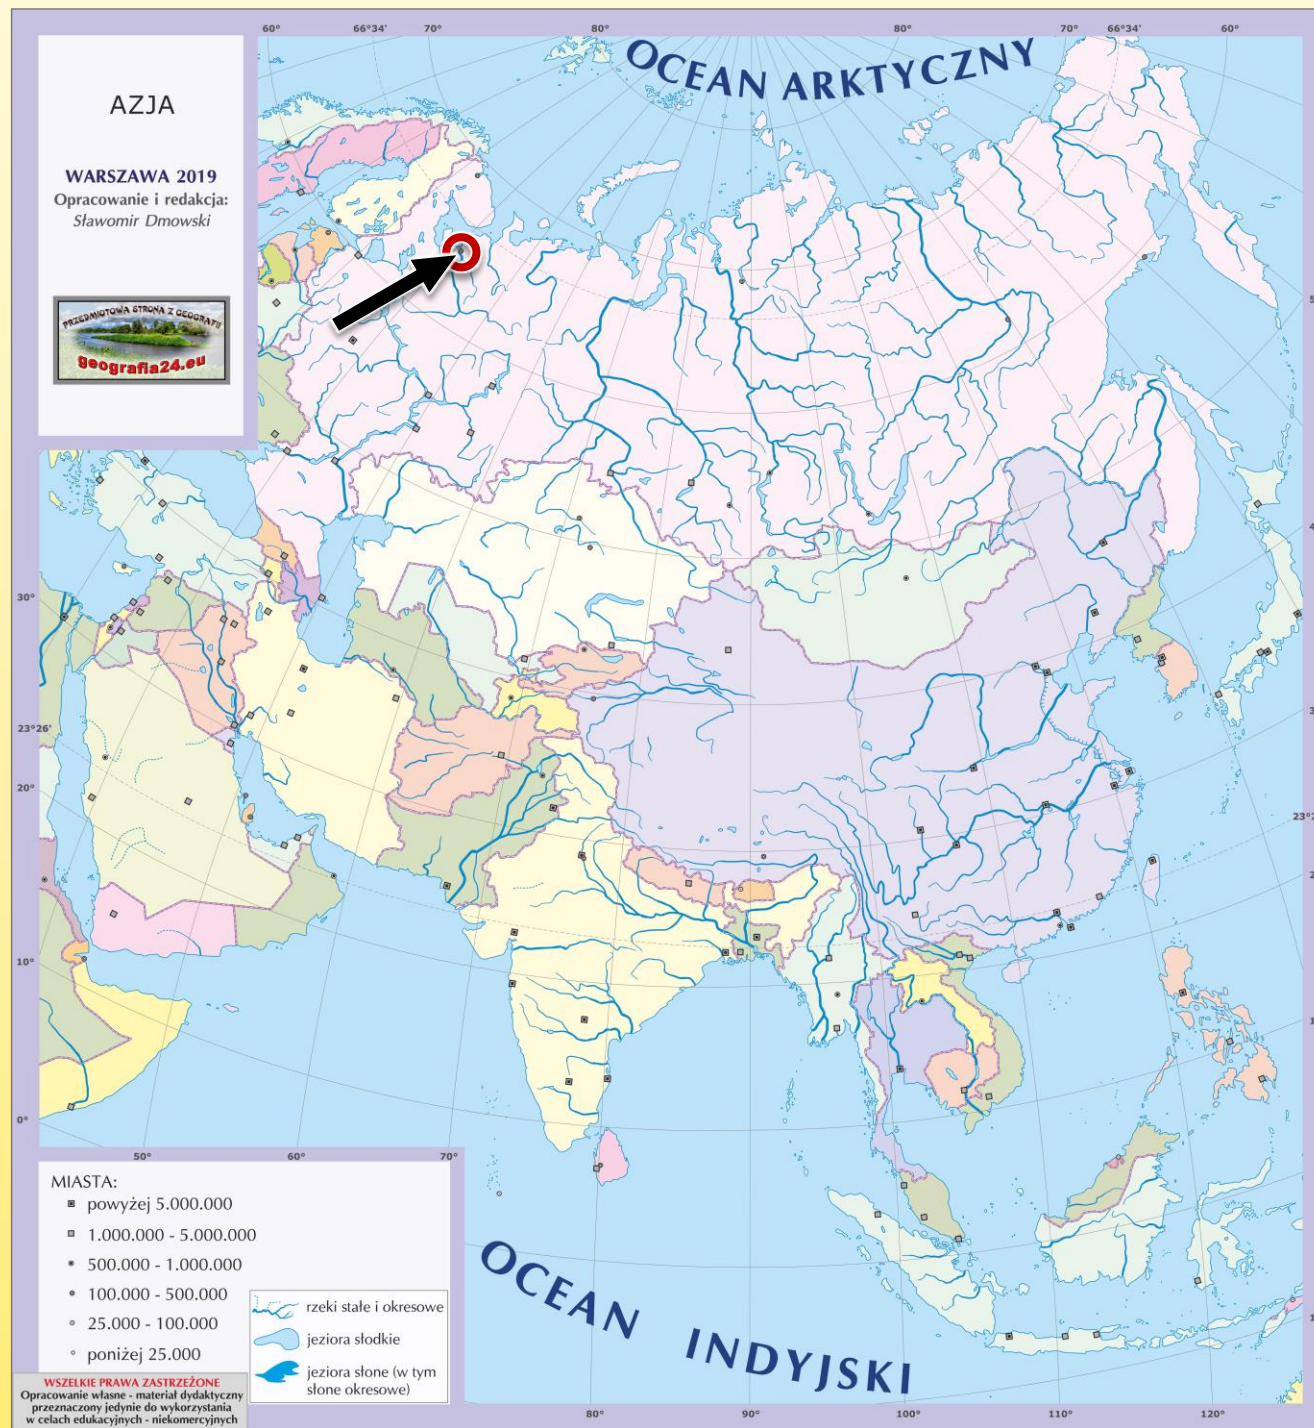 60°
66°34'
70°
80°
80°
70°
66°34'
60°
OCEAN ARKTYCZNY
AZJA
WARSZAWA 2019
Opracowanie i redakcja:
Sławomir Dmowski
PRZEDMIOTOWA STRONA Z GEOGRAFII
geografia24.eu
30°
23°26'
20°
10°
0°
50°
60°
70°
MIASTA:
powyżej 5.000.000
1.000.000 - 5.000.000
500.000 - 1.000.000
100.000 - 500.000
25.000 - 100.000
poniżej 25.000
rzeki stałe i okresowe
jeziora słodkie
jeziora słone (w tym
słone okresowe)
OCEAN INDYJSKI
WSZELKIE PRAWA ZASTRZEŻONE
Opracowanie własne - materiał dydaktyczny
przeznaczony jedynie do wykorzystania
w celach edukacyjnych - niekomercyjnych
80°
90°
100°
110°
120°